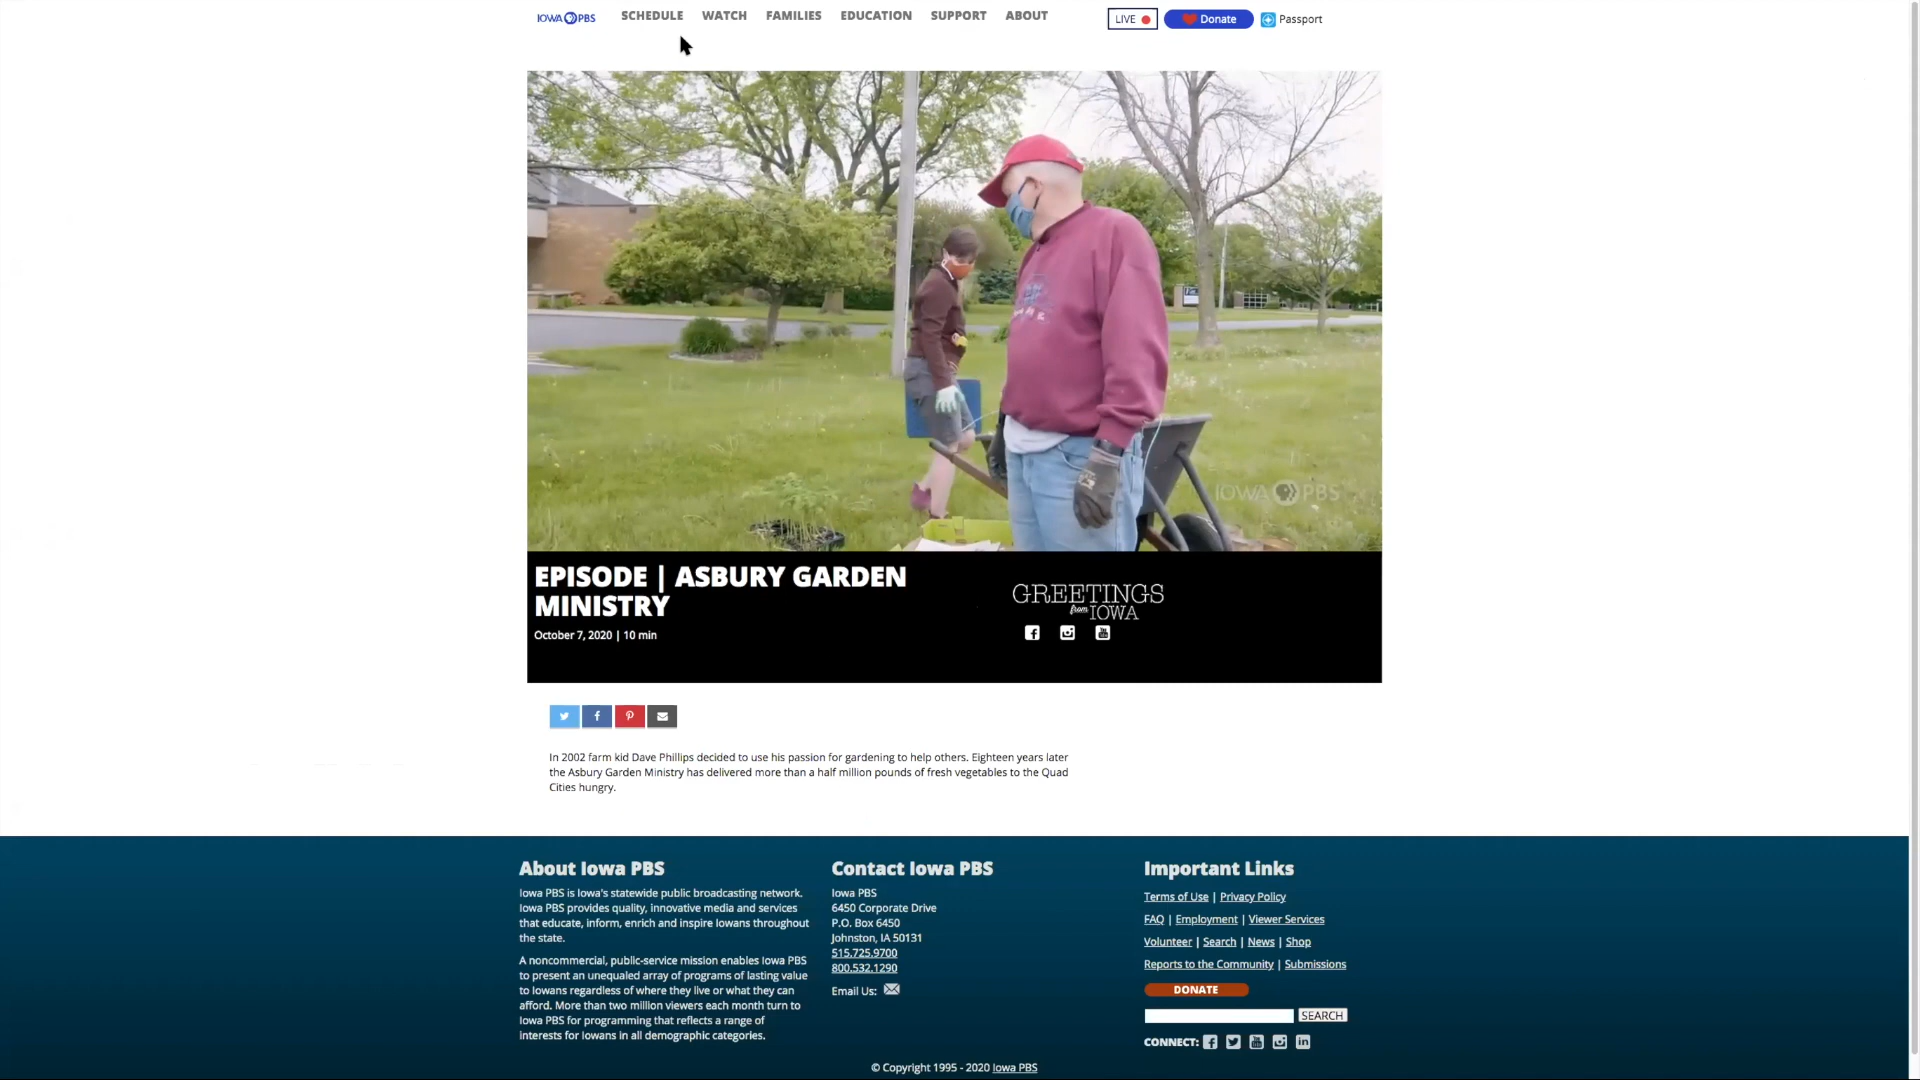 IOWA PBS SCHEDULE WATCH FAMILIES EDUCATION SUPPORT ABOUT LIVE Donate Passport
IOWA PBS
EPISODE | ASBURY GARDEN
MINISTRY
October 7, 2020 | 10 min
GREETINGS
from IOWA
In 2002 farm kid Dave Phillips decided to use his passion for gardening to help others. Eighteen years later
the Asbury Garden Ministry has delivered more than a half million pounds of fresh vegetables to the Quad
Cities hungry.
About Iowa PBS
Iowa PBS is Iowa's statewide public broadcasting network.
Iowa PBS provides quality, innovative media and services
that educate, inform, enrich and inspire Iowans throughout
the state.
A noncommercial, public-service mission enables Iowa PBS
to present an unequaled array of programs of lasting value
to Iowans regardless of where they live or what they can
afford. More than two million viewers each month turn to
Iowa PBS for programming that reflects a range of
interests for Iowans in all demographic categories.
Contact Iowa PBS
Iowa PBS
6450 Corporate Drive
P.O. Box 6450
Johnston, IA 50131
515.725.9700
800.532.1290
Email Us:
Important Links
Terms of Use | Privacy Policy
FAQ | Employment | Viewer Services
Volunteer | Search | News | Shop
Reports to the Community | Submissions
DONATE
SEARCH
CONNECT:
© Copyright 1995 - 2020 Iowa PBS